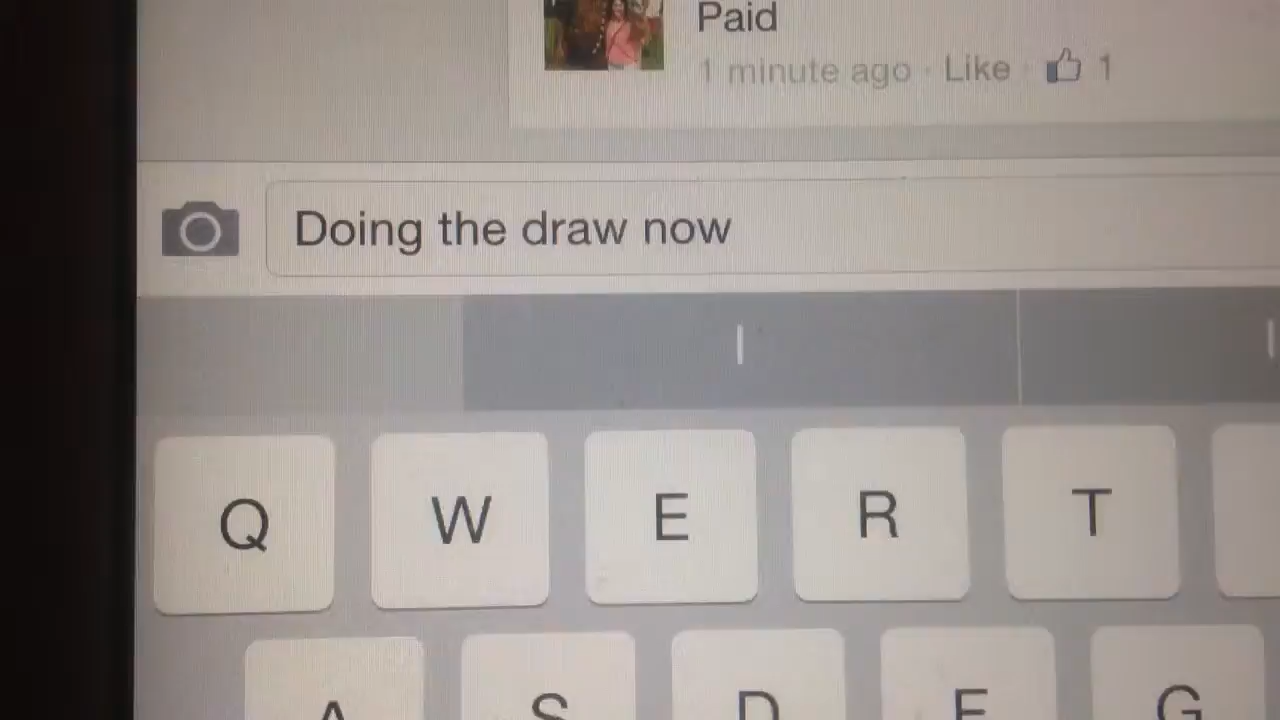 Paid
1 minute ago · Like · 1
Doing the draw now
Q W E R T
A S D F G